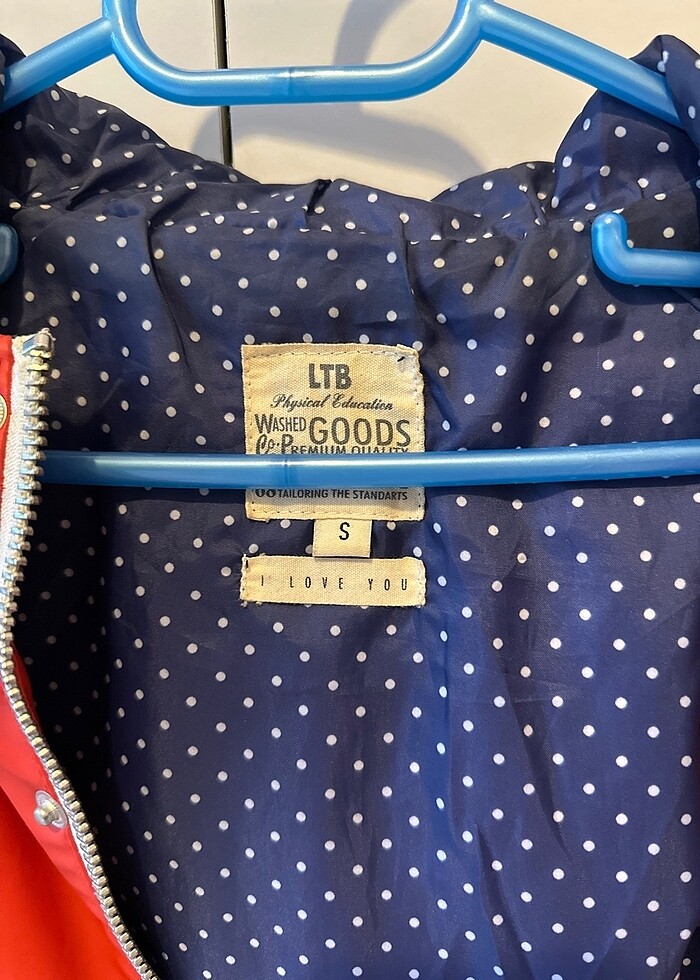 LTB
Physical Education
WASHED GOODS
Co. PREMIUM QUALITY
TAILORING THE STANDARTS
S
I LOVE YOU